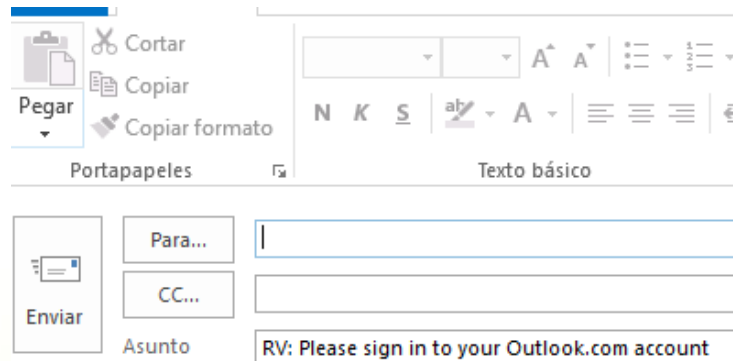 Cortar
Copiar
Pegar
Copiar formato
N K S A
Portapapeles
Texto básico
Para...
CC...
Enviar
Asunto
RV: Please sign in to your Outlook.com account